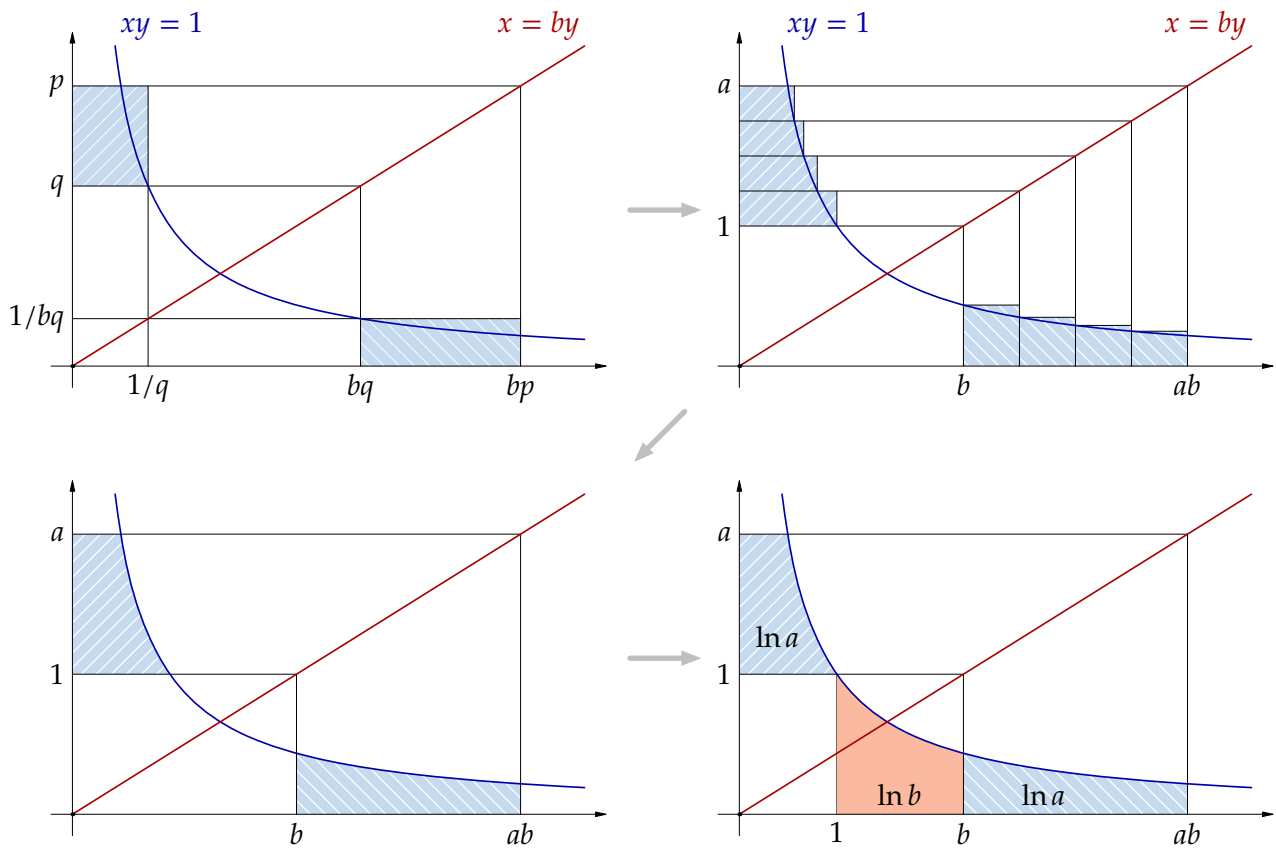 xy = 1
x = by
p
q
1/bq
1/q
bq
bp
xy = 1
x = by
a
1
b
ab
a
1
b
ab
a
ln a
1
ln b
ln a
1
b
ab